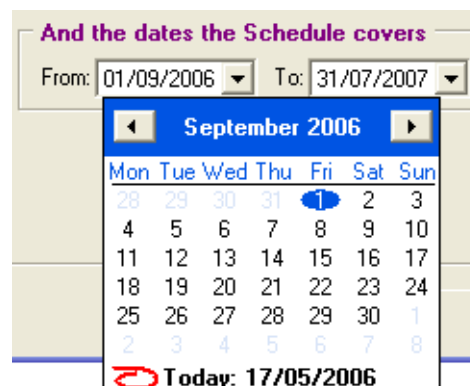 And the dates the Schedule covers
From: 01/09/2006 To: 31/07/2007
September 2006
Mon Tue Wed Thu Fri Sat Sun
28 29 30 31 1 2 3
4 5 6 7 8 9 10
11 12 13 14 15 16 17
18 19 20 21 22 23 24
25 26 27 28 29 30 1
2 3 4 5 6 7 8
Today: 17/05/2006